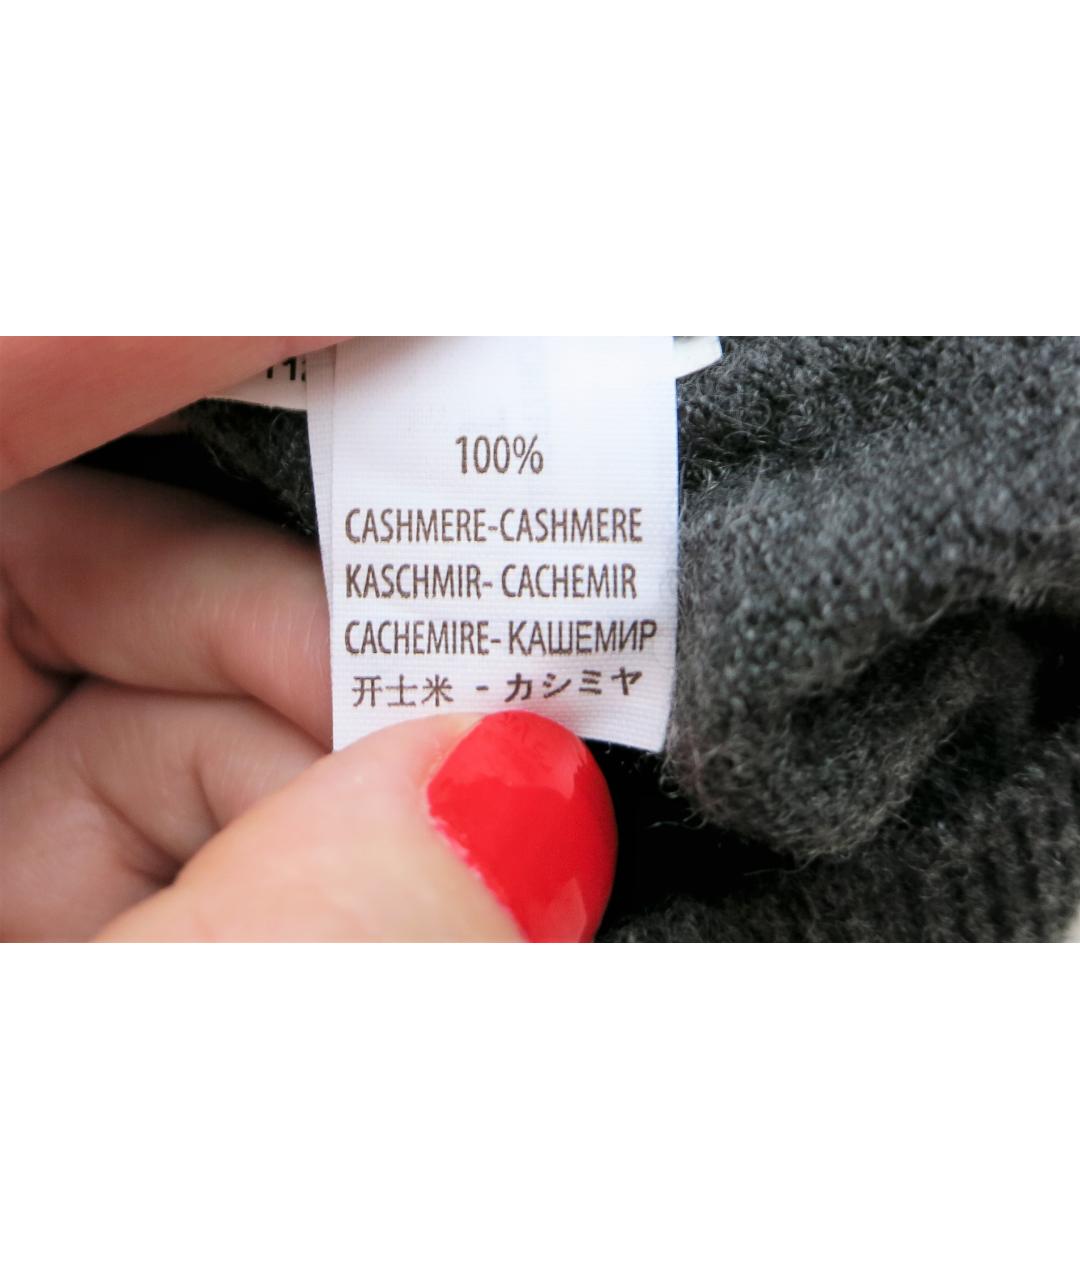 100%
CASHMERE-CASHMERE
KASCHMIR- CACHEMIR
CACHEMIRE- КАШЕМИР
开士米 - カシミヤ